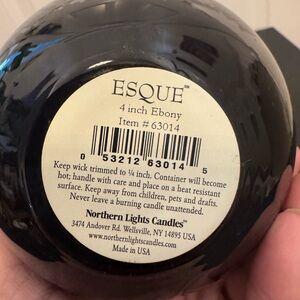 ESQUE™
4 inch Ebony
Item # 63014
0 53212 63014 5
Keep wick trimmed to ¼ inch. Container will become
hot; handle with care and place on a heat resistant
surface. Keep away from children, pets and drafts.
Never leave a burning candle unattended.
Northern Lights Candles™
3474 Andover Rd. Wellsville, NY 14895 USA
www.northernlightscandles.com
Made in USA